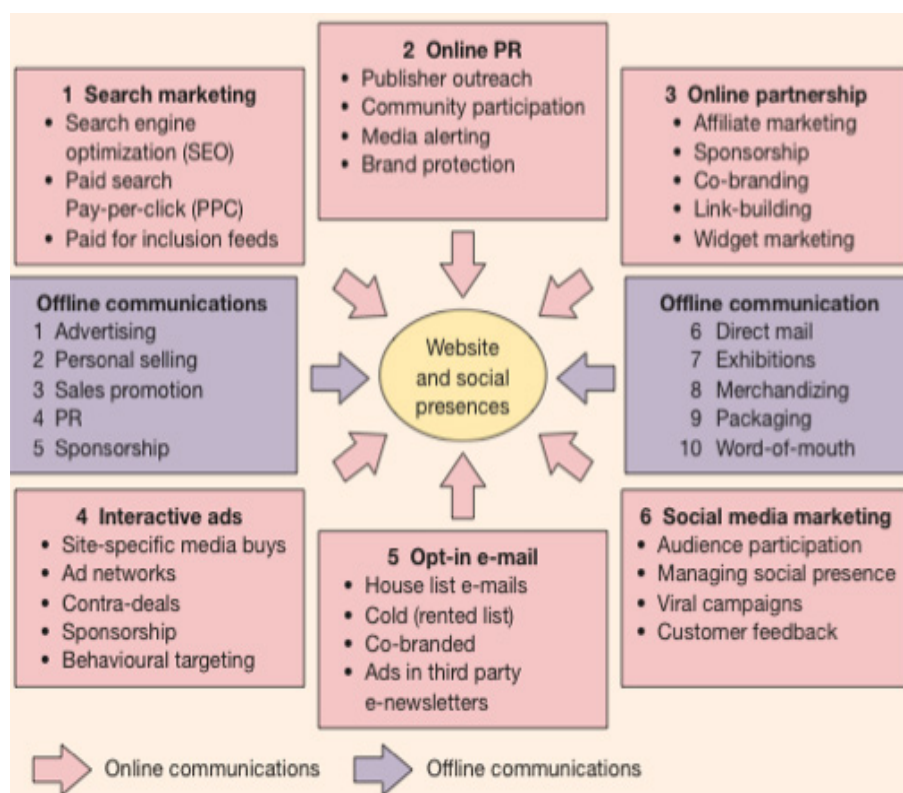 1 Search marketing
• Search engine
optimization (SEO)
• Paid search
Pay-per-click (PPC)
• Paid for inclusion feeds
2 Online PR
• Publisher outreach
• Community participation
• Media alerting
• Brand protection
3 Online partnership
• Affiliate marketing
• Sponsorship
• Co-branding
• Link-building
• Widget marketing
Offline communications
1 Advertising
2 Personal selling
3 Sales promotion
4 PR
5 Sponsorship
Website
and social
presences
Offline communication
6 Direct mail
7 Exhibitions
8 Merchandizing
9 Packaging
10 Word-of-mouth
4 Interactive ads
• Site-specific media buys
• Ad networks
• Contra-deals
• Sponsorship
• Behavioural targeting
5 Opt-in e-mail
• House list e-mails
• Cold (rented list)
• Co-branded
• Ads in third party
e-newsletters
6 Social media marketing
• Audience participation
• Managing social presence
• Viral campaigns
• Customer feedback
Online communications
Offline communications